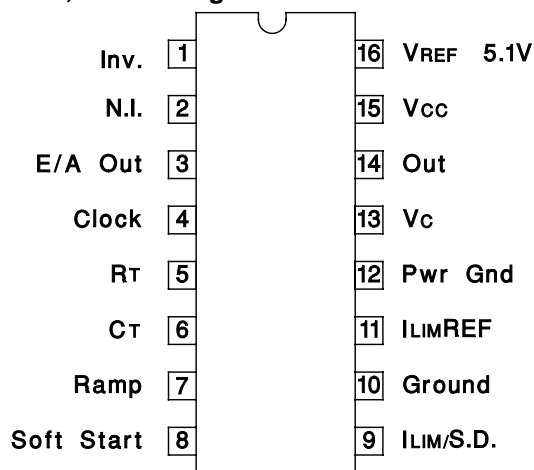 Inv. 1 16 VREF 5.1V
N.I. 2 15 VCC
E/A Out 3 14 Out
Clock 4 13 VC
RT 5 12 Pwr Gnd
CT 6 11 ILIMREF
Ramp 7 10 Ground
Soft Start 8 9 ILIM/S.D.